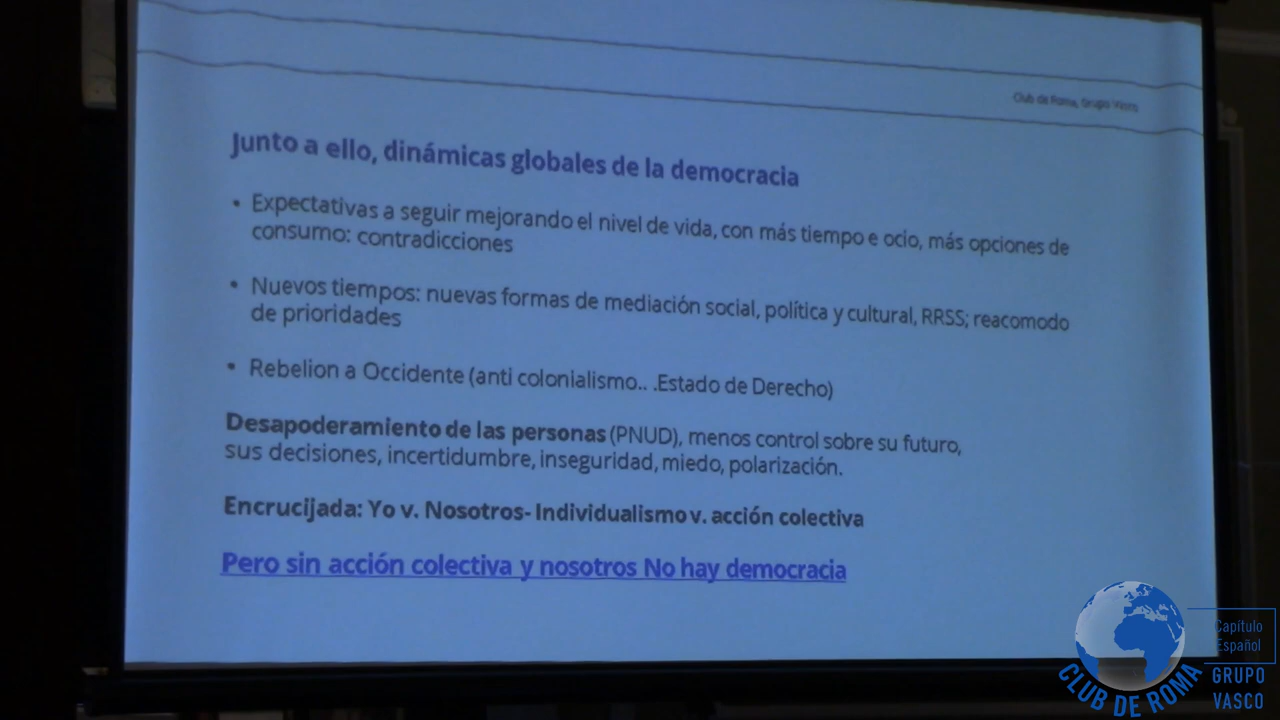 Club de Roma, Grupo Vasco
Junto a ello, dinámicas globales de la democracia
• Expectativas a seguir mejorando el nivel de vida, con más tiempo e ocio, más opciones de
consumo: contradicciones
• Nuevos tiempos: nuevas formas de mediación social, política y cultural, RRSS; reacomodo
de prioridades
• Rebelion a Occidente (anti colonialismo.. .Estado de Derecho)
Desapoderamiento de las personas (PNUD), menos control sobre su futuro,
sus decisiones, incertidumbre, inseguridad, miedo, polarización.
Encrucijada: Yo v. Nosotros- Individualismo v. acción colectiva
Pero sin acción colectiva y nosotros No hay democracia
Capítulo
Español
CLUB DE ROMA
GRUPO
VASCO